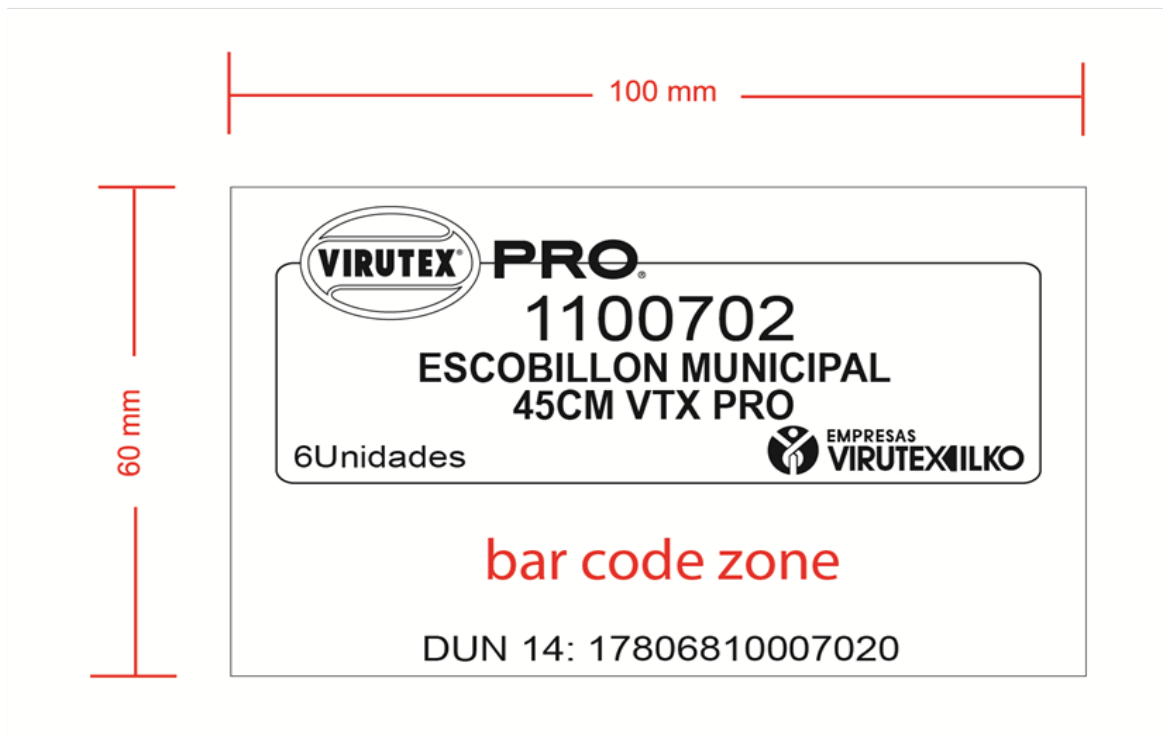 100 mm
60 mm
VIRUTEX® PRO®
1100702
ESCOBILLON MUNICIPAL
45CM VTX PRO
6Unidades
EMPRESAS
VIRUTEX ILKO
bar code zone
DUN 14: 17806810007020